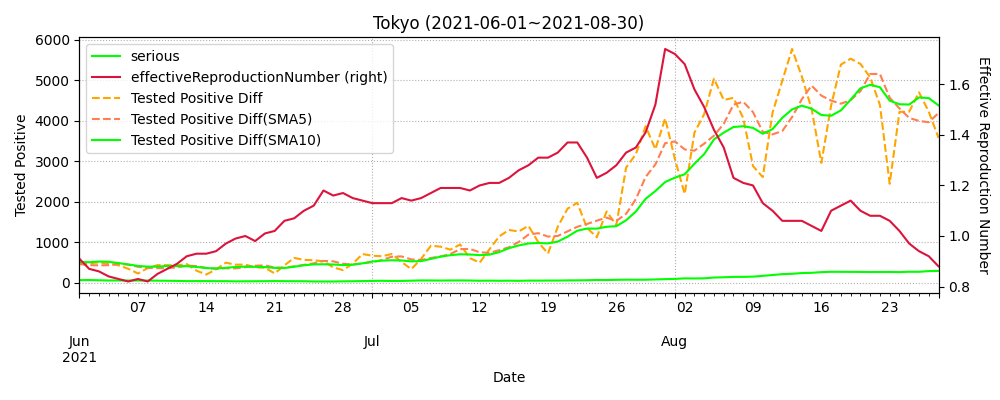 Tokyo (2021-06-01~2021-08-30)
serious
effectiveReproductionNumber (right)
Tested Positive Diff
Tested Positive Diff(SMA5)
Tested Positive Diff(SMA10)
Tested Positive
6000
5000
4000
3000
2000
1000
0
1.6
1.4
1.2
1.0
0.8
Effective Reproduction Number
07 14 21 28 05 12 19 26 02 09 16 23
Jun Jul Aug
2021
Date